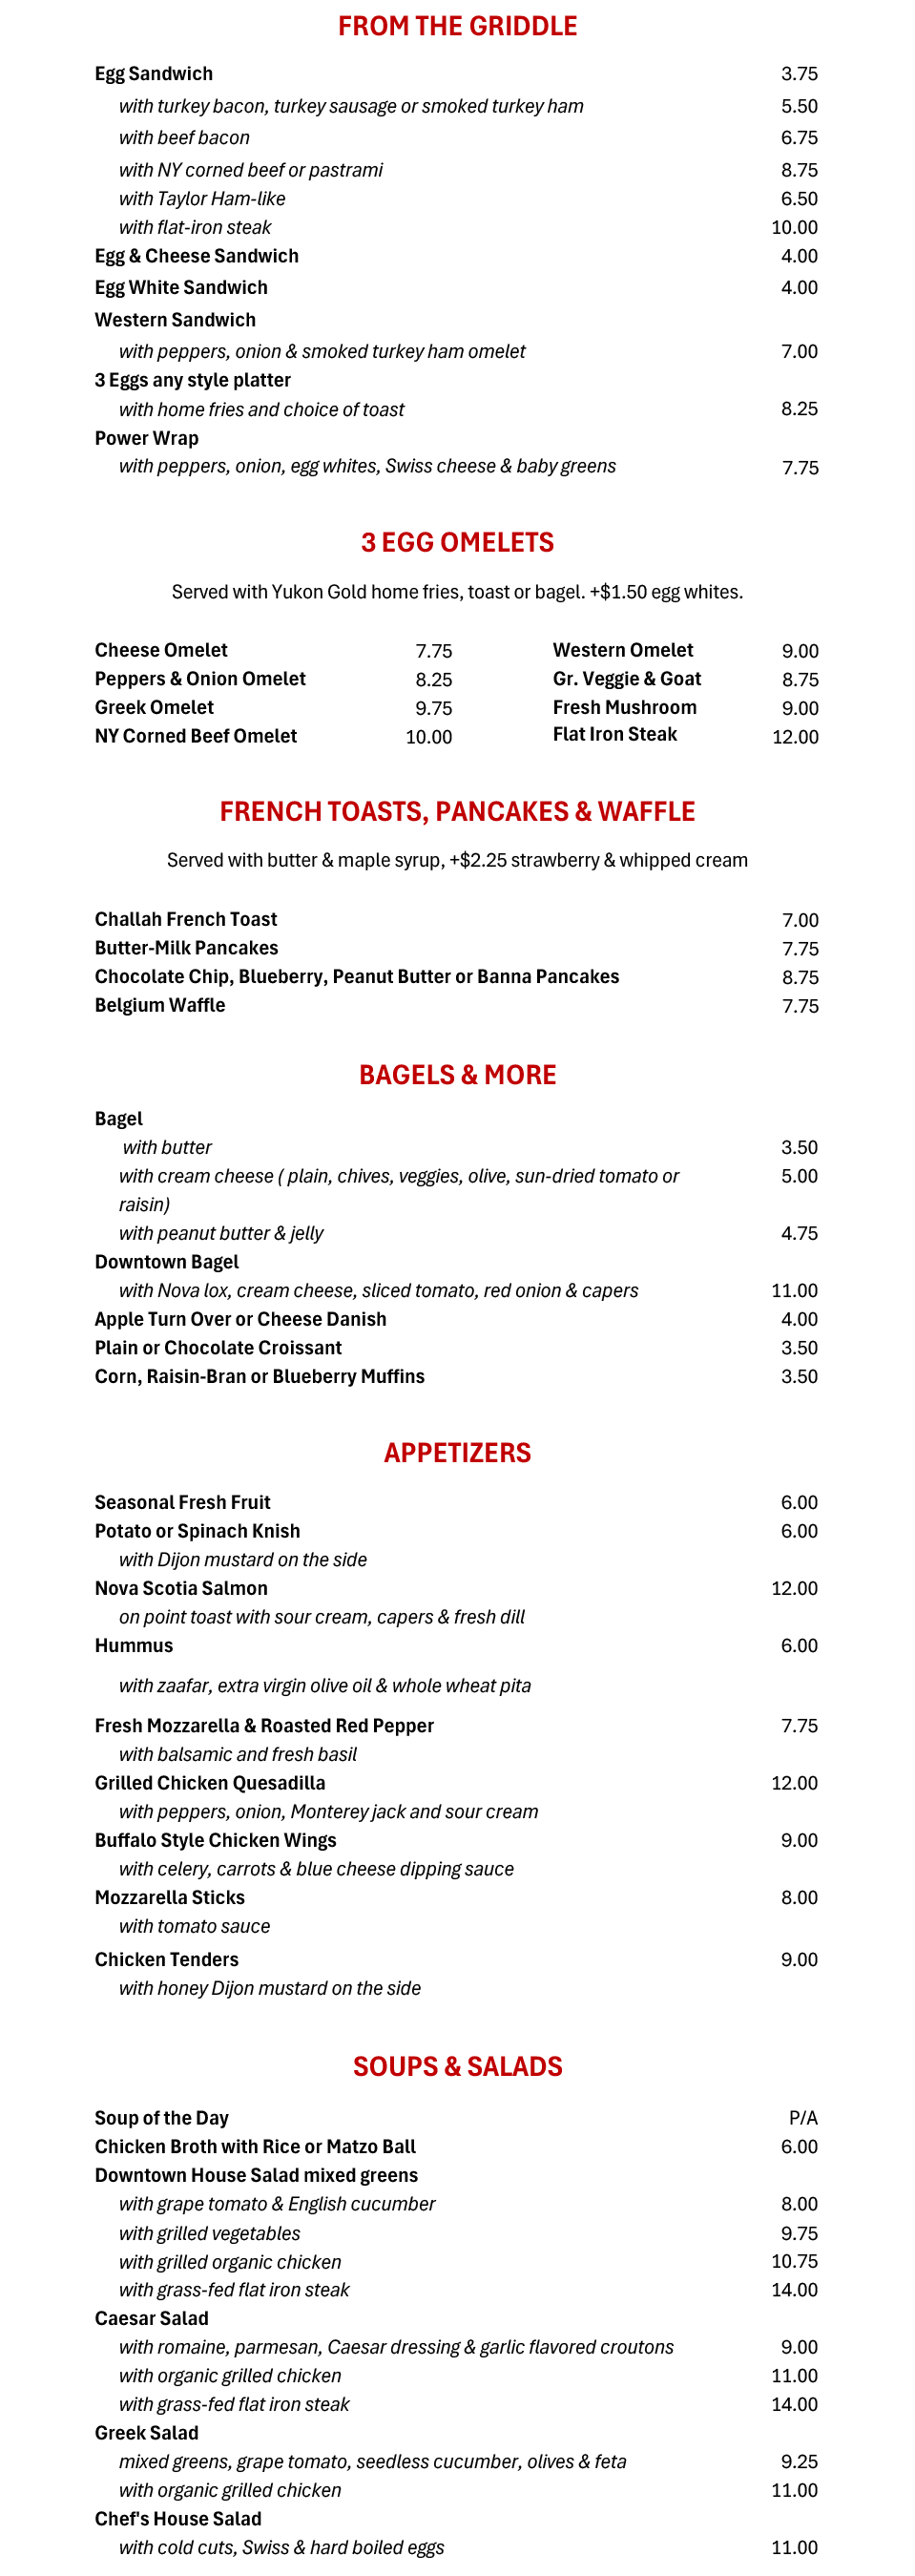 FROM THE GRIDDLE
Egg Sandwich 3.75
with turkey bacon, turkey sausage or smoked turkey ham 5.50
with beef bacon 6.75
with NY corned beef or pastrami 8.75
with Taylor Ham-like 6.50
with flat-iron steak 10.00
Egg & Cheese Sandwich 4.00
Egg White Sandwich 4.00
Western Sandwich
with peppers, onion & smoked turkey ham omelet 7.00
3 Eggs any style platter
with home fries and choice of toast 8.25
Power Wrap
with peppers, onion, egg whites, Swiss cheese & baby greens 7.75
3 EGG OMELETS
Served with Yukon Gold home fries, toast or bagel. +$1.50 egg whites.
Cheese Omelet 7.75 Western Omelet 9.00
Peppers & Onion Omelet 8.25 Gr. Veggie & Goat 8.75
Greek Omelet 9.75 Fresh Mushroom 9.00
NY Corned Beef Omelet 10.00 Flat Iron Steak 12.00
FRENCH TOASTS, PANCAKES & WAFFLE
Served with butter & maple syrup, +$2.25 strawberry & whipped cream
Challah French Toast 7.00
Butter-Milk Pancakes 7.75
Chocolate Chip, Blueberry, Peanut Butter or Banna Pancakes 8.75
Belgium Waffle 7.75
BAGELS & MORE
Bagel
with butter 3.50
with cream cheese ( plain, chives, veggies, olive, sun-dried tomato or 5.00
raisin)
with peanut butter & jelly 4.75
Downtown Bagel
with Nova lox, cream cheese, sliced tomato, red onion & capers 11.00
Apple Turn Over or Cheese Danish 4.00
Plain or Chocolate Croissant 3.50
Corn, Raisin-Bran or Blueberry Muffins 3.50
APPETIZERS
Seasonal Fresh Fruit 6.00
Potato or Spinach Knish 6.00
with Dijon mustard on the side
Nova Scotia Salmon 12.00
on point toast with sour cream, capers & fresh dill
Hummus 6.00
with zaafar, extra virgin olive oil & whole wheat pita
Fresh Mozzarella & Roasted Red Pepper 7.75
with balsamic and fresh basil
Grilled Chicken Quesadilla 12.00
with peppers, onion, Monterey jack and sour cream
Buffalo Style Chicken Wings 9.00
with celery, carrots & blue cheese dipping sauce
Mozzarella Sticks 8.00
with tomato sauce
Chicken Tenders 9.00
with honey Dijon mustard on the side
SOUPS & SALADS
Soup of the Day P/A
Chicken Broth with Rice or Matzo Ball 6.00
Downtown House Salad mixed greens
with grape tomato & English cucumber 8.00
with grilled vegetables 9.75
with grilled organic chicken 10.75
with grass-fed flat iron steak 14.00
Caesar Salad
with romaine, parmesan, Caesar dressing & garlic flavored croutons 9.00
with organic grilled chicken 11.00
with grass-fed flat iron steak 14.00
Greek Salad
mixed greens, grape tomato, seedless cucumber, olives & feta 9.25
with organic grilled chicken 11.00
Chef's House Salad
with cold cuts, Swiss & hard boiled eggs 11.00